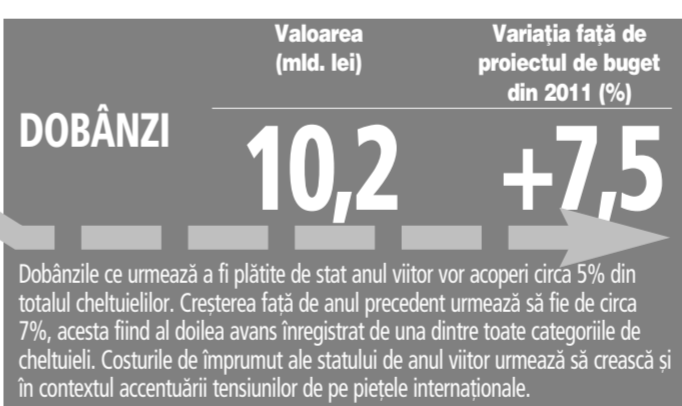 Valoarea
(mld. lei)
Variația față de
proiectul de buget
din 2011 (%)
DOBÂNZI
10,2
+7,5
Dobânzile ce urmează a fi plătite de stat anul viitor vor acoperi circa 5% din
totalul cheltuielilor. Creșterea față de anul precedent urmează să fie de circa
7%, acesta fiind al doilea avans înregistrat de una dintre toate categoriile de
cheltuieli. Costurile de împrumut ale statului de anul viitor urmează să crească și
în contextul accentuării tensiunilor de pe piețele internaționale.